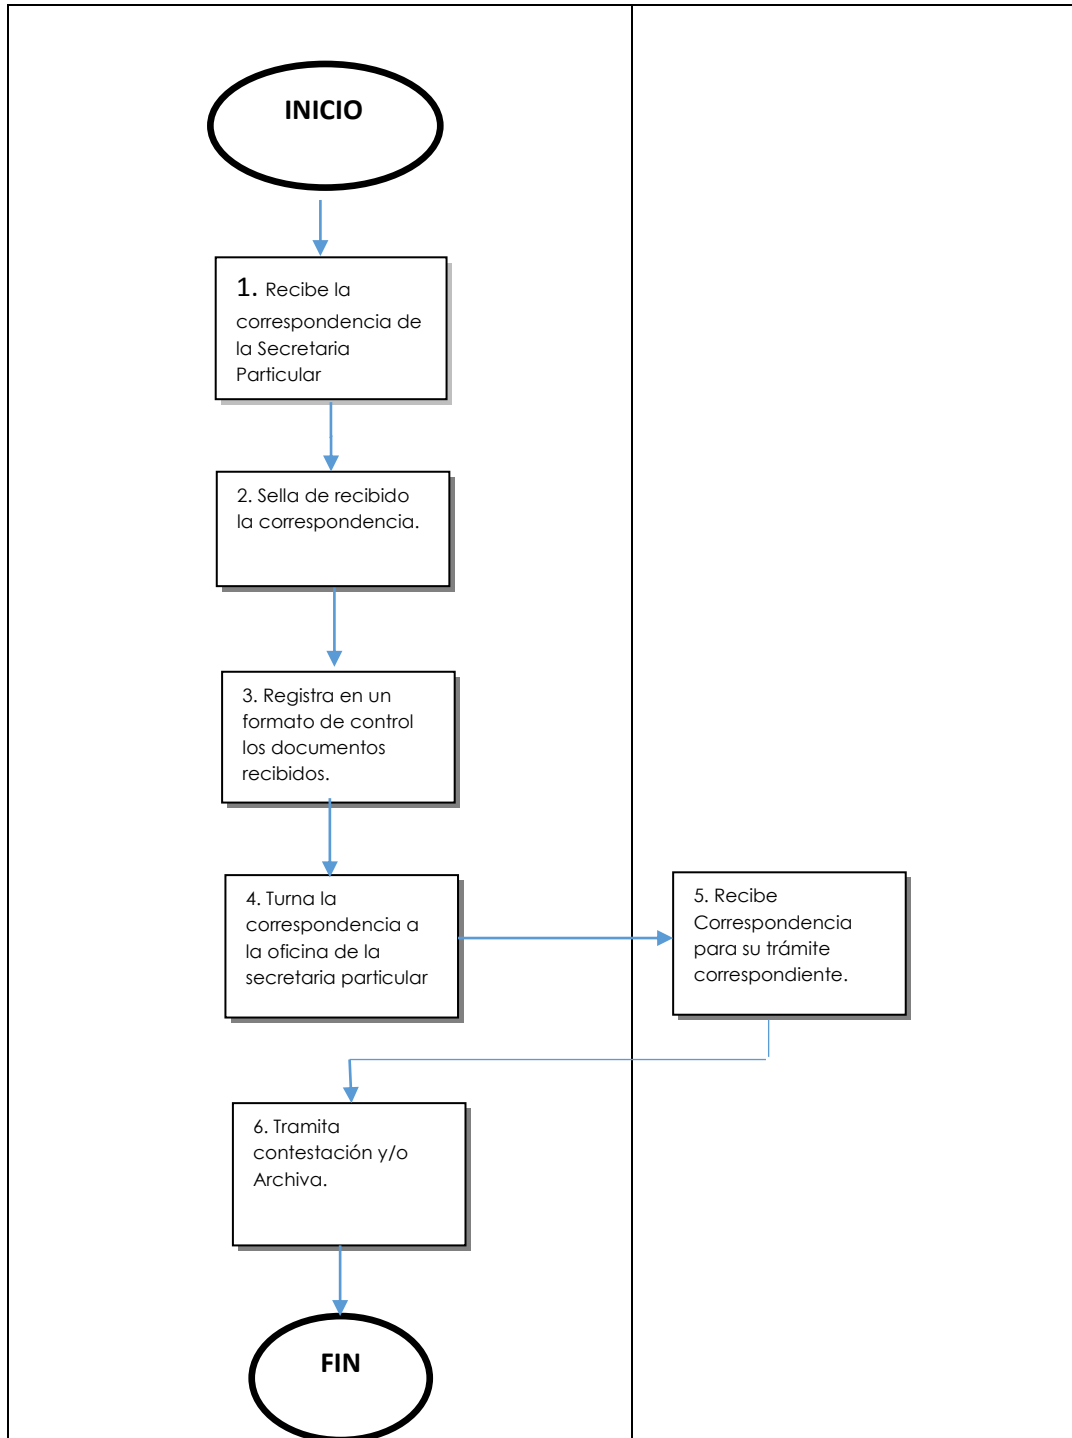 INICIO
1. Recibe la
correspondencia de
la Secretaria
Particular
2. Sella de recibido
la correspondencia.
3. Registra en un
formato de control
los documentos
recibidos.
4. Turna la
correspondencia a
la oficina de la
secretaria particular
5. Recibe
Correspondencia
para su trámite
correspondiente.
6. Tramita
contestación y/o
Archiva.
FIN